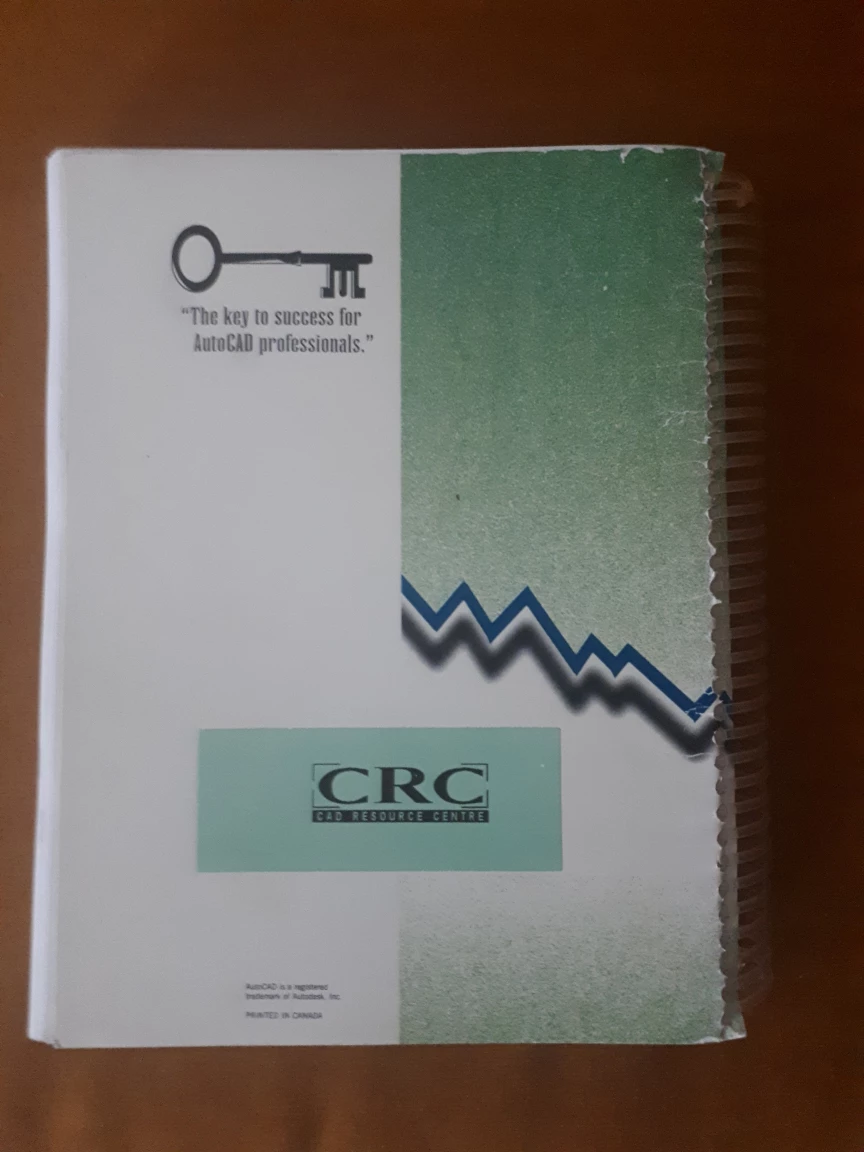 “The key to success for
AutoCAD professionals.”
CRC
CAD RESOURCE CENTRE
AutoCAD is a registered
trademark of Autodesk, Inc.
PRINTED IN CANADA